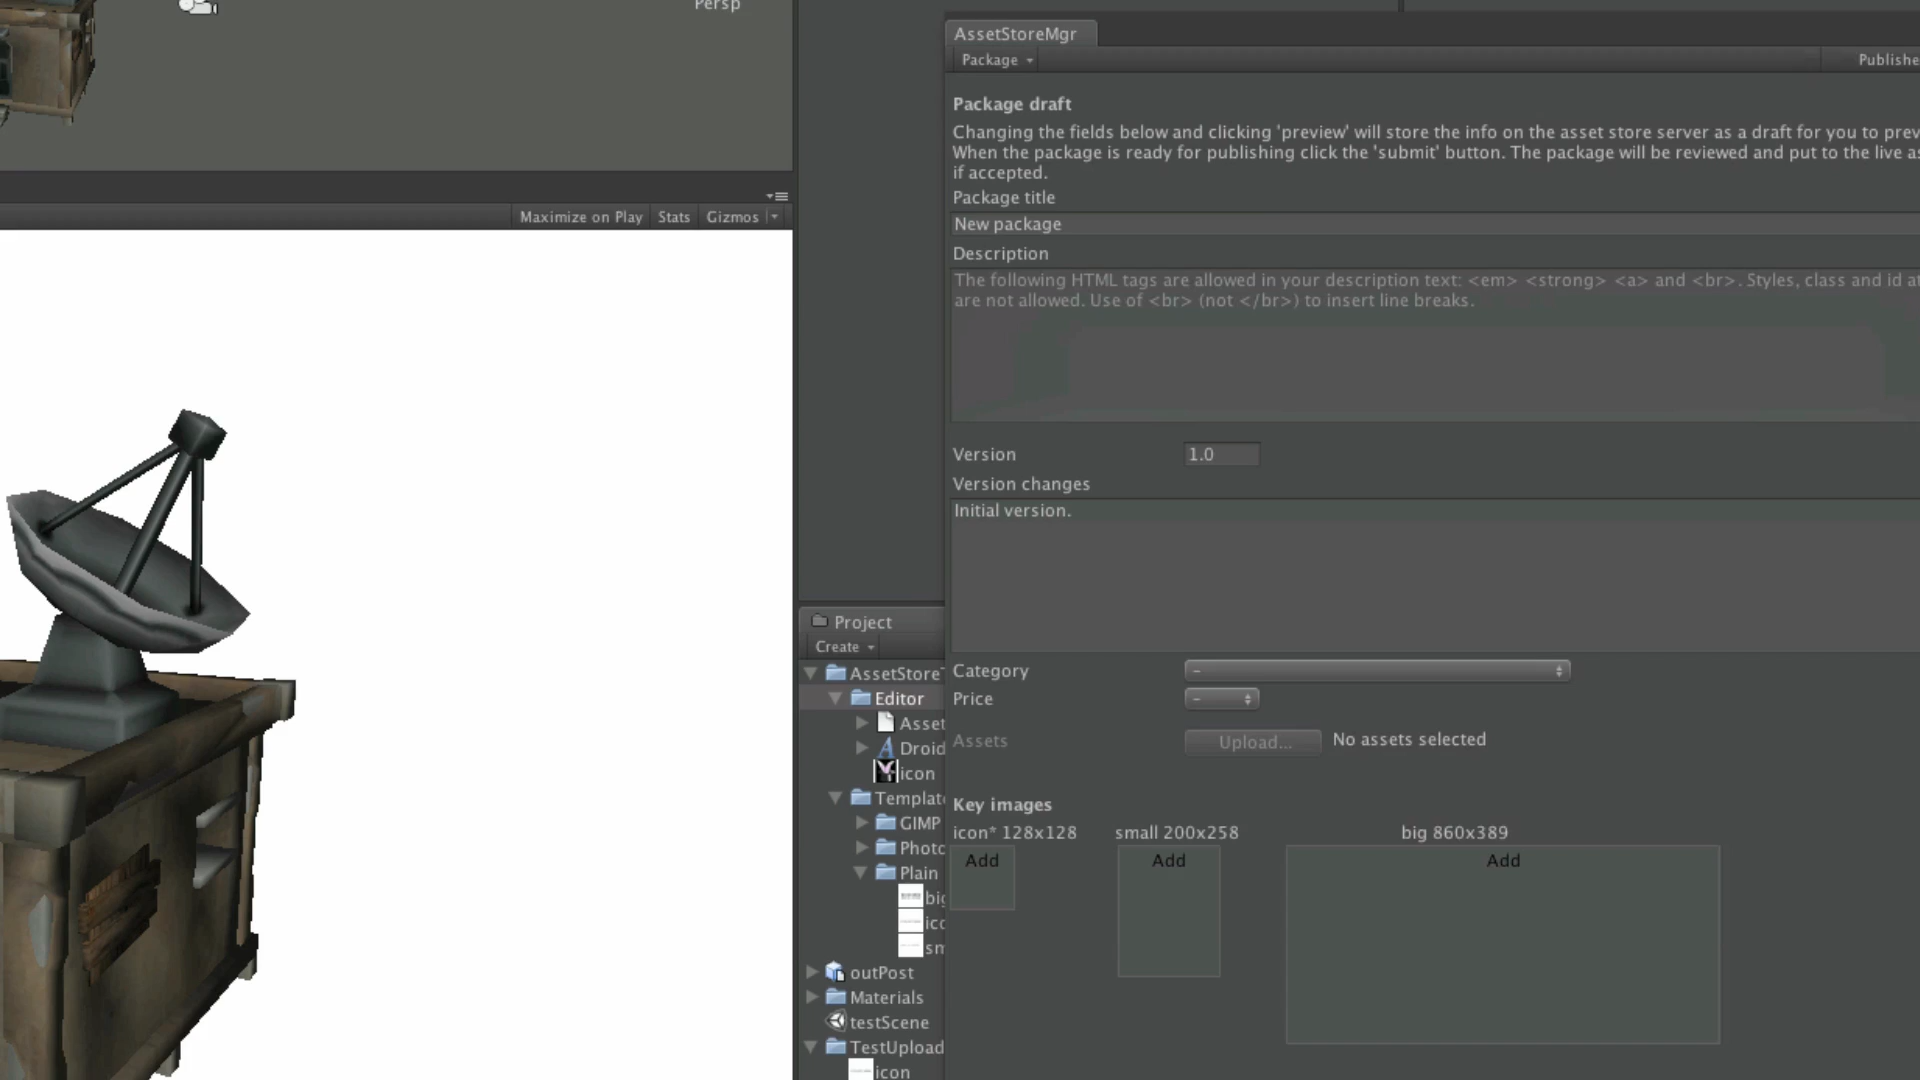 Persp
Maximize on Play
Stats
Gizmos
Project
Create
AssetStoreT
Editor
Asset
Droid
icon
Templat
GIMP
Photo
Plain
big
ico
sm
outPost
Materials
testScene
TestUpload
icon
AssetStoreMgr
Package
Publishe
Package draft
Changing the fields below and clicking 'preview' will store the info on the asset store server as a draft for you to prev
When the package is ready for publishing click the 'submit' button. The package will be reviewed and put to the live as
if accepted.
Package title
New package
Description
The following HTML tags are allowed in your description text: <em> <strong> <a> and <br>. Styles, class and id at
are not allowed. Use of <br> (not </br>) to insert line breaks.
Version 1.0
Version changes
Initial version.
Category –
Price –
Assets Upload... No assets selected
Key images
icon* 128x128 small 200x258 big 860x389
Add Add Add